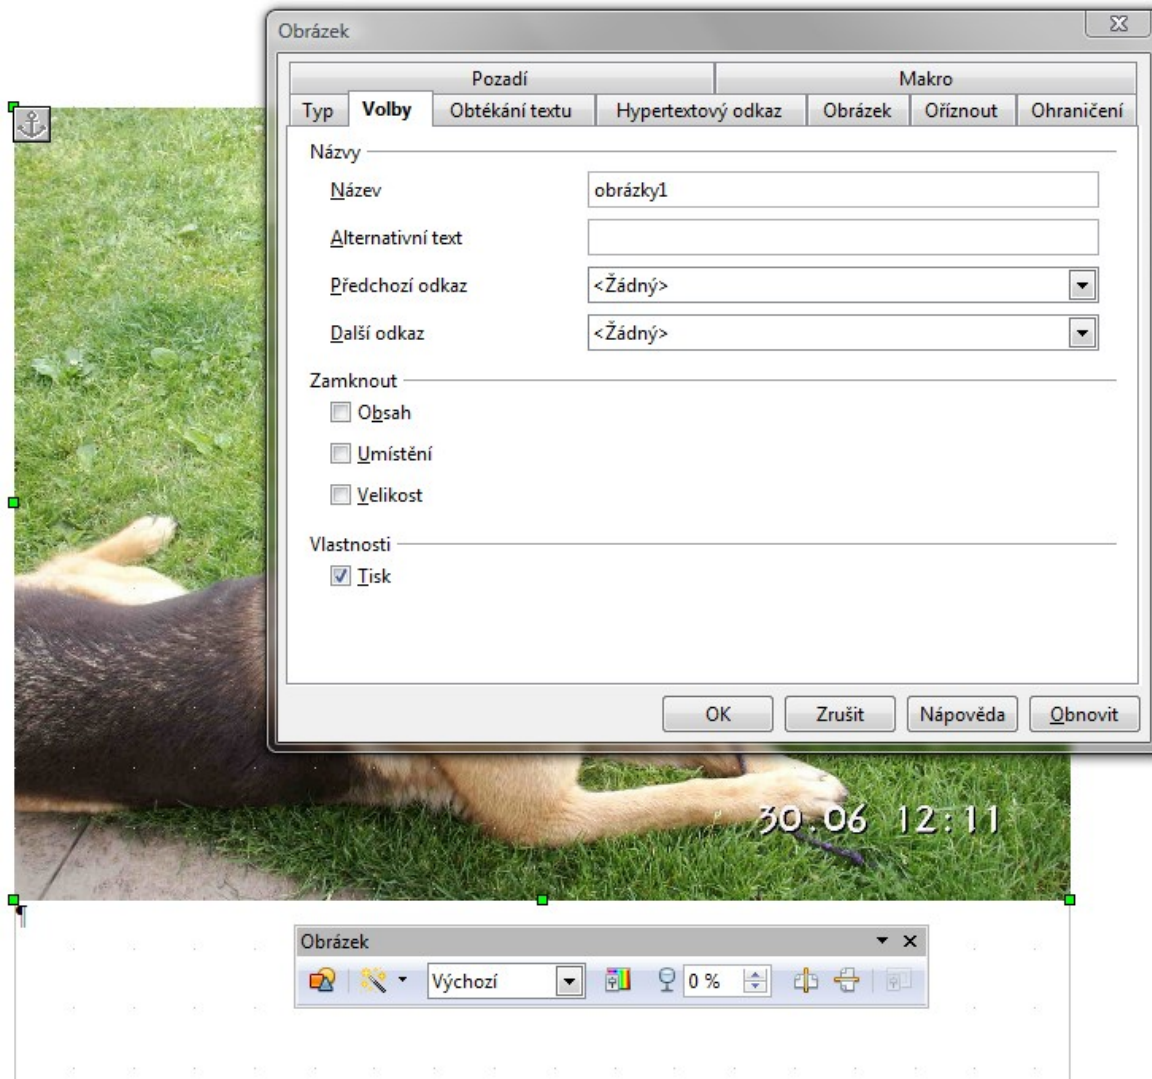 Obrázek
Pozadí Makro
Typ Volby Obtékání textu Hypertextový odkaz Obrázek Oříznout Ohraničení
Názvy
Název obrázky1
Alternativní text
Předchozí odkaz <Žádný>
Další odkaz <Žádný>
Zamknout
Obsah
Umístění
Velikost
Vlastnosti
Tisk
OK Zrušit Nápověda Obnovit
30.06 12:11
¶
Obrázek
Výchozí 0 %